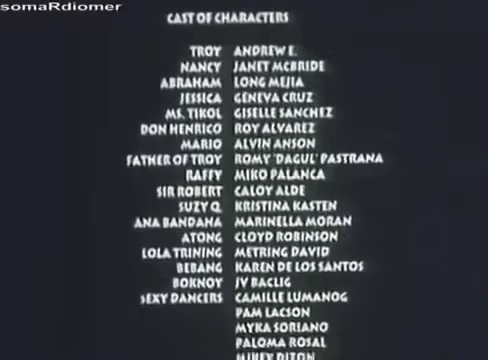 somaRdiomer
CAST OF CHARACTERS
TROY ANDREW E.
NANCY JANET MCBRIDE
ABRAHAM LONG MEJIA
JESSICA GENEVA CRUZ
MS. TIKOL GISELLE SANCHEZ
DON HENRICO ROY ALVAREZ
MARIO ALVIN ANSON
FATHER OF TROY ROMY 'DAGUL' PASTRANA
RAFFY MIKO PALANCA
SIR ROBERT CALOY ALDE
SUZY Q. KRISTINA KASTEN
ANA BANDANA MARINELLA MORAN
ATONG CLOYD ROBINSON
LOLA TRINING METRING DAVID
BEBANG KAREN DE LOS SANTOS
BOKNOY JV BACLIG
SEXY DANCERS CAMILLE LUMANOG
PAM LACSON
MYKA SORIANO
PALOMA ROSAL
MIKEY DIZON